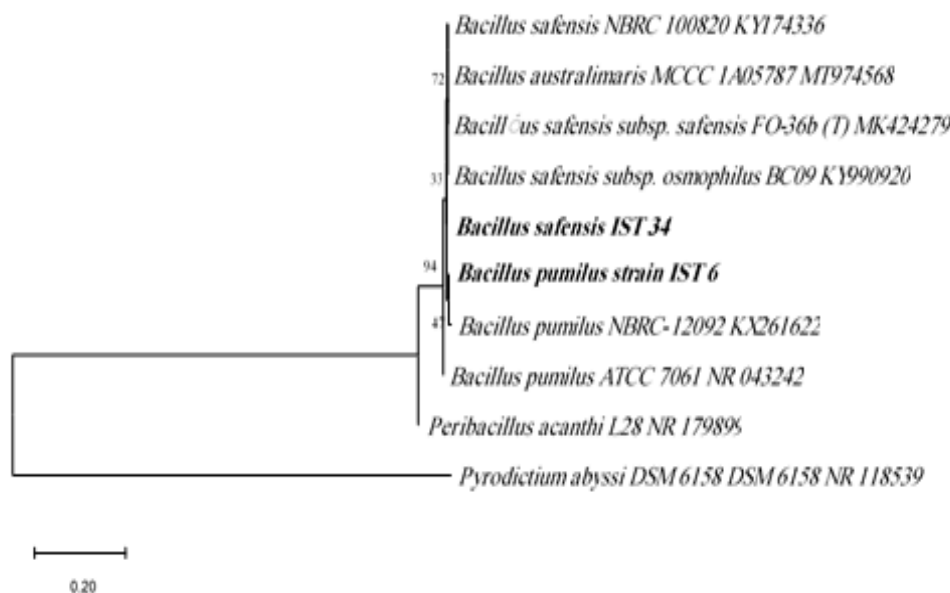 Bacillus safensis NBRC 100820 KY174336
72
Bacillus australimaris MCCC 1A05787 MT974568
Bacillـّus safensis subsp. safensis FO-36b (T) MK424279
33
Bacillus safensis subsp. osmophilus BC09 KY990920
Bacillus safensis IST 34
94
Bacillus pumilus strain IST 6
47
Bacillus pumilus NBRC-12092 KX261622
Bacillus pumilus ATCC 7061 NR 043242
Peribacillus acanthi L28 NR 179899
Pyrodictium abyssi DSM 6158 DSM 6158 NR 118539
0.20